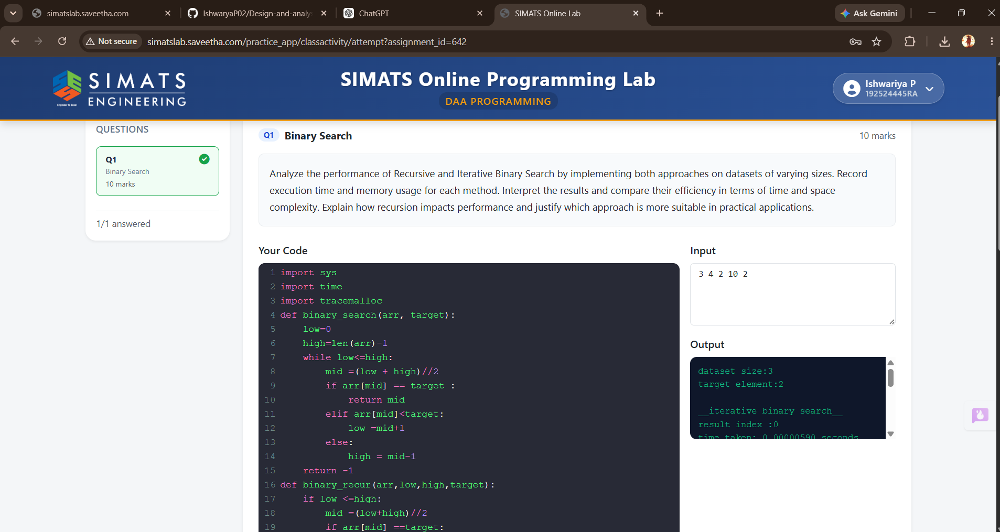 simatslab.saveetha.com
IshwaryaP02/Design-and-analys
ChatGPT
SIMATS Online Lab
Ask Gemini
Not secure
simatslab.saveetha.com/practice_app/classactivity/attempt?assignment_id=642
SIMATS
ENGINEERING
Engineer to Excel
SIMATS Online Programming Lab
DAA PROGRAMMING
Ishwariya P
192524445RA
QUESTIONS
Q1
Binary Search
10 marks
1/1 answered
Q1 Binary Search
10 marks
Analyze the performance of Recursive and Iterative Binary Search by implementing both approaches on datasets of varying sizes. Record
execution time and memory usage for each method. Interpret the results and compare their efficiency in terms of time and space
complexity. Explain how recursion impacts performance and justify which approach is more suitable in practical applications.
Your Code
1 import sys
2 import time
3 import tracemalloc
4 def binary_search(arr, target):
5     low=0
6     high=len(arr)-1
7     while low<=high:
8         mid =(low + high)//2
9         if arr[mid] == target :
10             return mid
11         elif arr[mid]<target:
12             low =mid+1
13         else:
14             high = mid-1
15     return -1
16 def binary_recur(arr,low,high,target):
17     if low <=high:
18         mid =(low+high)//2
19         if arr[mid] ==target:
Input
3 4 2 10 2
Output
dataset size:3
target element:2
__iterative binary search__
result index :0
time taken: 0.00000590 seconds